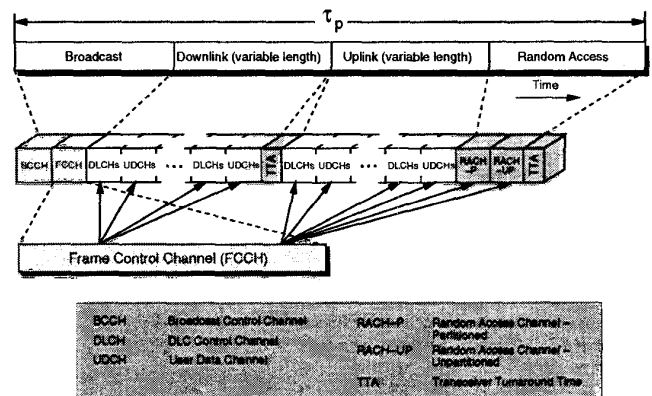 τp
Broadcast Downlink (variable length) Uplink (variable length) Random Access
Time
BCCH FCCH DLCHs UDCHs ... DLCHs UDCHs TTA DLCHs UDCHs ... DLCHs UDCHs RACH-P RACH-UP TTA
Frame Control Channel (FCCH)
BCCH Broadcast Control Channel
DLCH DLC Control Channel
UDCH User Data Channel
RACH-P Random Access Channel –
Partitioned
RACH-UP Random Access Channel –
Unpartitioned
TTA Transceiver Turnaround Time